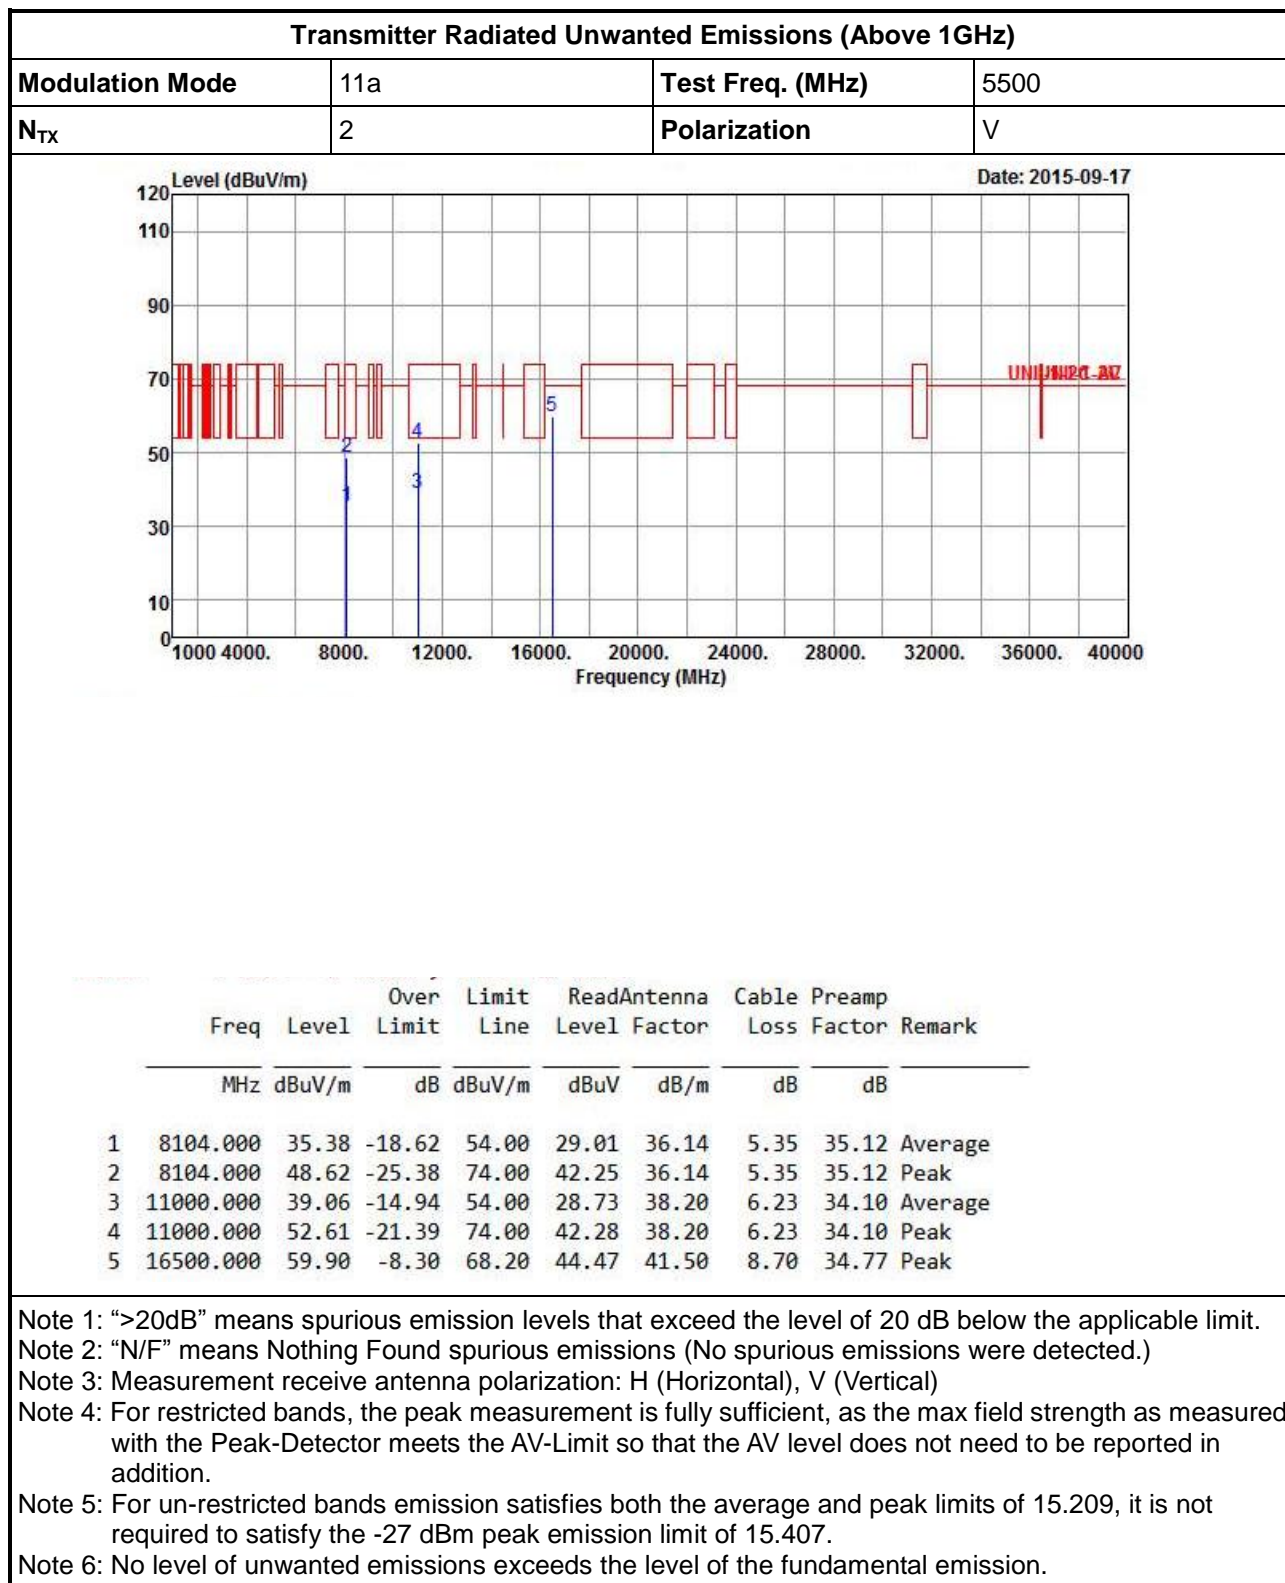 Transmitter Radiated Unwanted Emissions (Above 1GHz)
Modulation Mode 11a Test Freq. (MHz) 5500
NTX 2 Polarization V
Level (dBuV/m) Date: 2015-09-17
120
110
90
70
50
30
10
0
5
4
2
3
1
1000 4000. 8000. 12000. 16000. 20000. 24000. 28000. 32000. 36000. 40000
Frequency (MHz)
Over Limit ReadAntenna Cable Preamp
Freq Level Limit Line Level Factor Loss Factor Remark
MHz dBuV/m dB dBuV/m dBuV dB/m dB dB
1 8104.000 35.38 -18.62 54.00 29.01 36.14 5.35 35.12 Average
2 8104.000 48.62 -25.38 74.00 42.25 36.14 5.35 35.12 Peak
3 11000.000 39.06 -14.94 54.00 28.73 38.20 6.23 34.10 Average
4 11000.000 52.61 -21.39 74.00 42.28 38.20 6.23 34.10 Peak
5 16500.000 59.90 -8.30 68.20 44.47 41.50 8.70 34.77 Peak
Note 1: “>20dB” means spurious emission levels that exceed the level of 20 dB below the applicable limit.
Note 2: “N/F” means Nothing Found spurious emissions (No spurious emissions were detected.)
Note 3: Measurement receive antenna polarization: H (Horizontal), V (Vertical)
Note 4: For restricted bands, the peak measurement is fully sufficient, as the max field strength as measured
with the Peak-Detector meets the AV-Limit so that the AV level does not need to be reported in
addition.
Note 5: For un-restricted bands emission satisfies both the average and peak limits of 15.209, it is not
required to satisfy the -27 dBm peak emission limit of 15.407.
Note 6: No level of unwanted emissions exceeds the level of the fundamental emission.